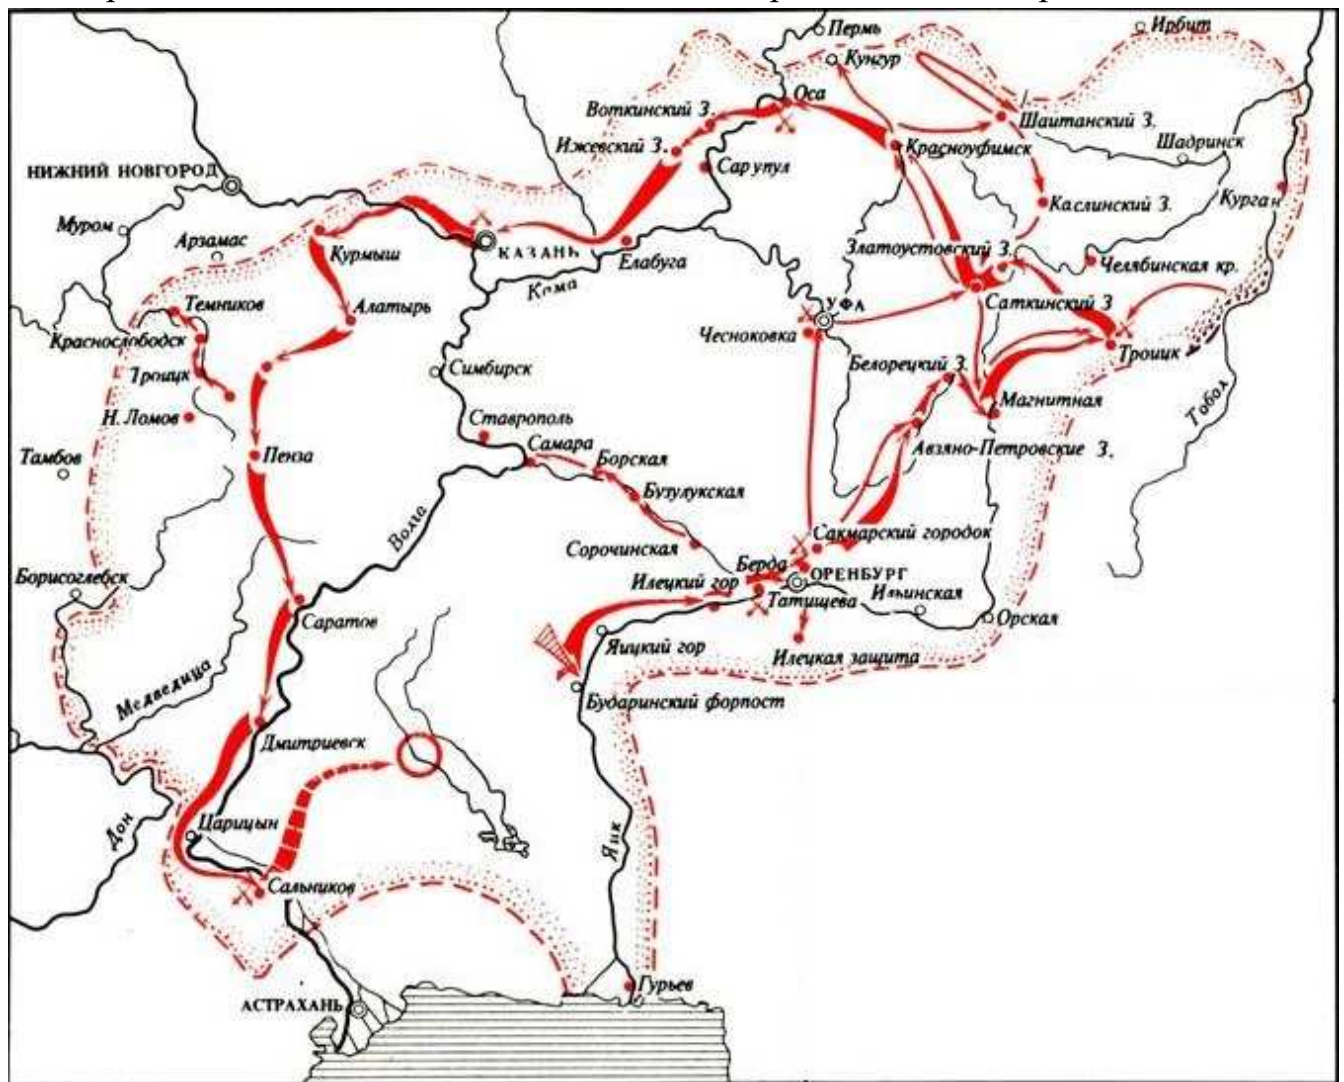 Пермь
Ирбит
Кунгур
Оса
Воткинский З.
Шайтанский З.
Ижевский З.
Красноуфимск
Шадринск
Сарупул
НИЖНИЙ НОВГОРОД
Каслинский З.
Курган
Муром
Арзамас
Курмыш
КАЗАНЬ
Елабуга
Златоустовский З.
Челябинская кр.
Кама
Темников
Алатырь
УФА
Саткинский З
Краснослободск
Чесноковка
Троицк
Троицк
Симбирск
Белорецкий З.
Магнитная
Тобол
Н. Ломов
Ставрополь
Тамбов
Пенза
Самара
Борская
Авзяно-Петровские З.
Бузулукская
Волга
Сакмарский городок
Сорочинская
Берда
ОРЕНБУРГ
Борисоглебск
Илецкий гор
Татищева
Ильинская
Саратов
Орская
Яицкий гор
Илецкая защита
Медведица
Бударинский форпост
Дмитриевск
Дон
Царицын
Яик
Сальников
Гурьев
АСТРАХАНЬ